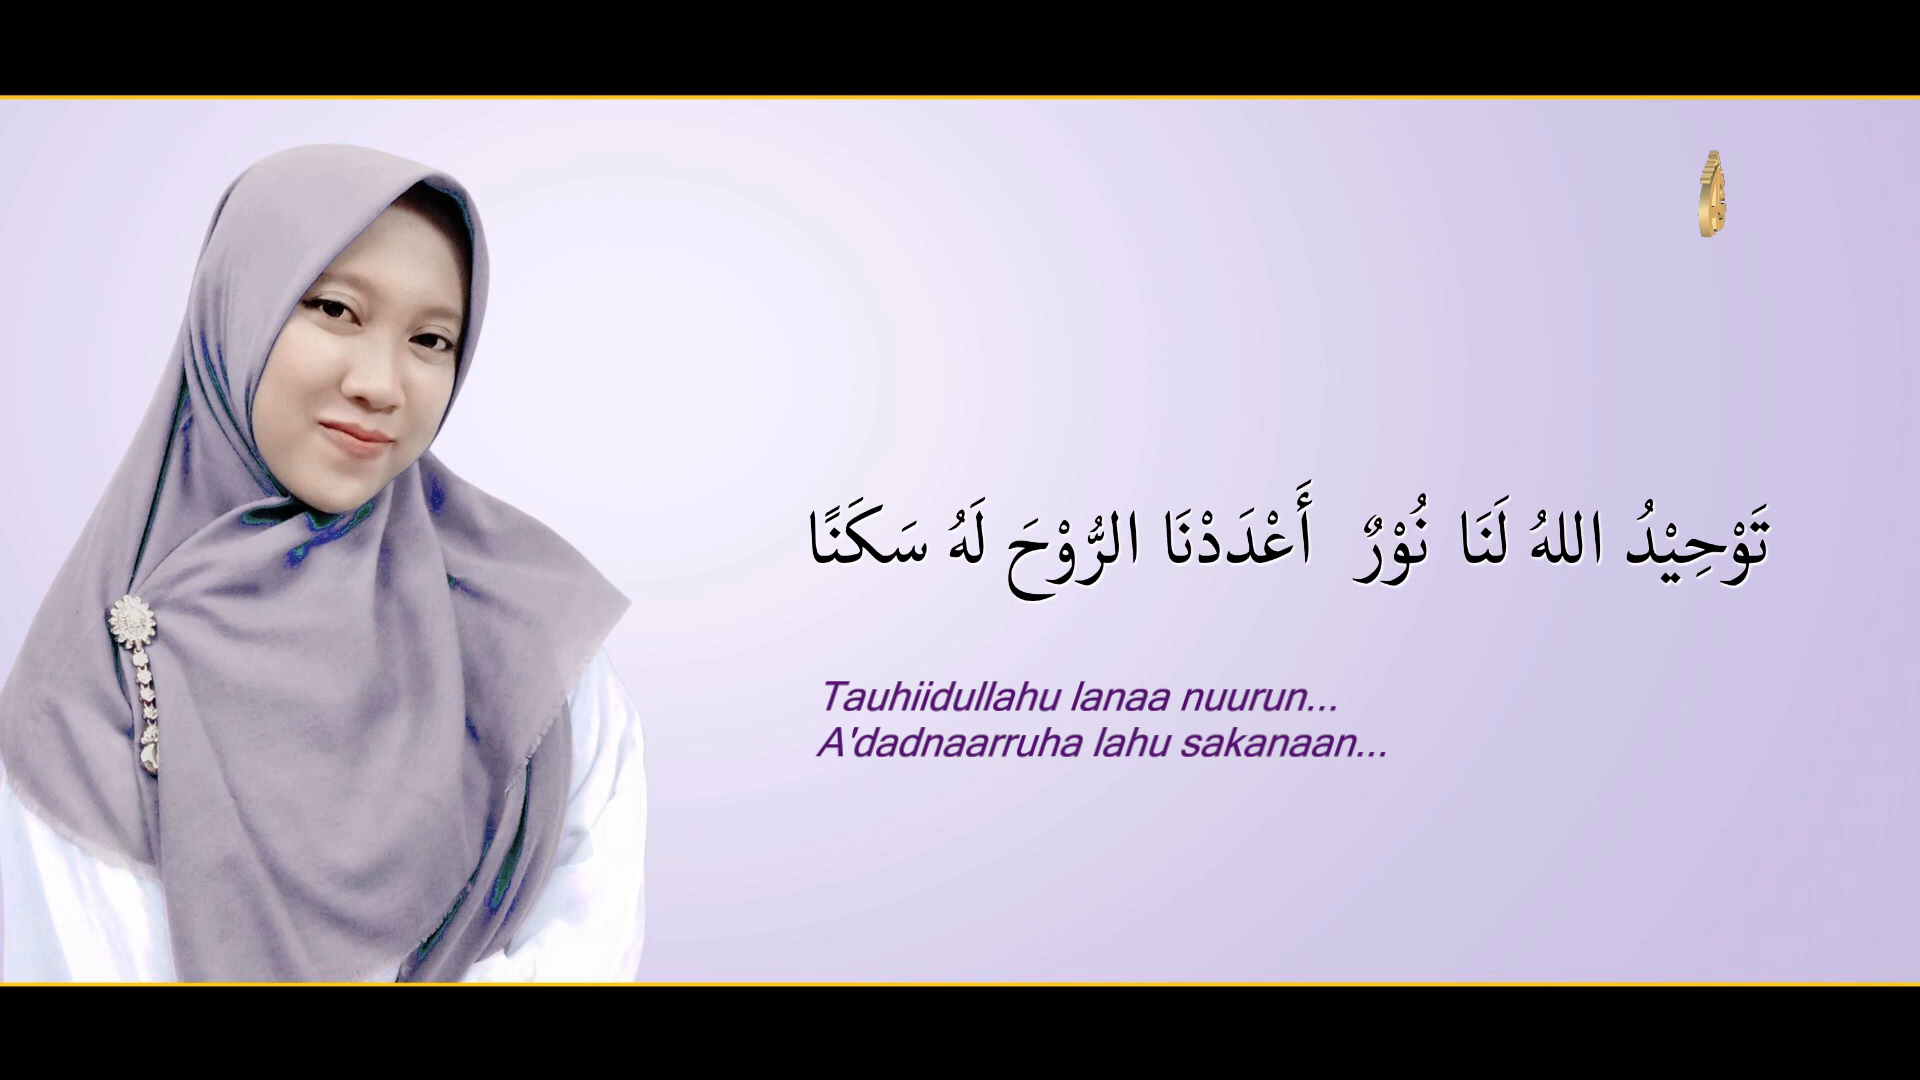 تَوْحِيْدُ اللهُ لَنَا نُوْرٌ أَعْدَدْنَا الرُّوْحَ لَهُ سَكَنًا
Tauhiidullahu lanaa nuurun...
A'dadnaarruha lahu sakanaan...